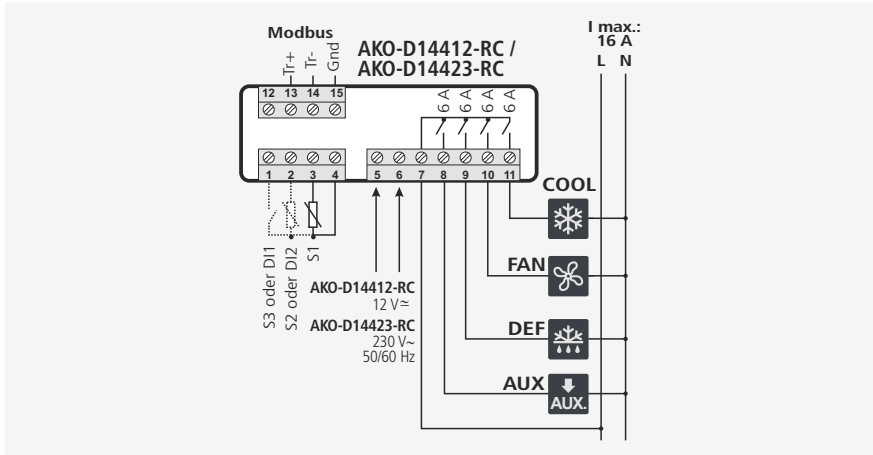 Modbus
AKO-D14412-RC /
AKO-D14423-RC
I max.:
16 A
L N
Tr+
Tr-
Gnd
12 13 14 15
6 A
6 A
6 A
6 A
1 2 3 4
5 6 7 8 9 10 11
S3 oder DI1
S2 oder DI2
S1
AKO-D14412-RC
12 V≃
AKO-D14423-RC
230 V~
50/60 Hz
COOL
FAN
DEF
AUX
AUX.